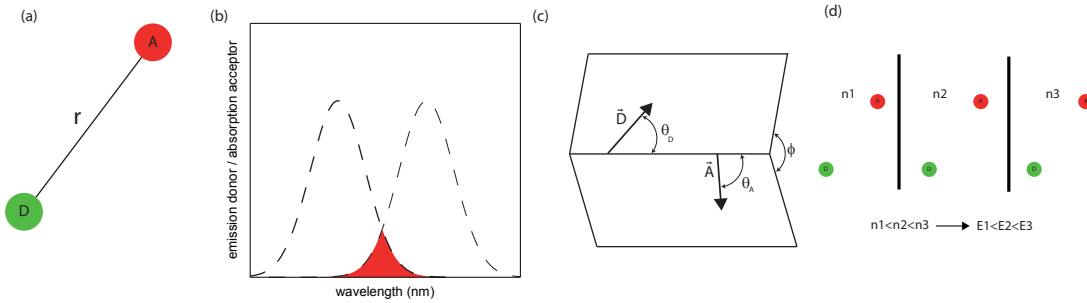 (a)
A
r
D
(b)
emission donor / absorption acceptor
wavelength (nm)
(c)
D
θD
A
θA
ϕ
(d)
n1
A
n2
A
n3
D
D
D
n1<n2<n3
E1<E2<E3